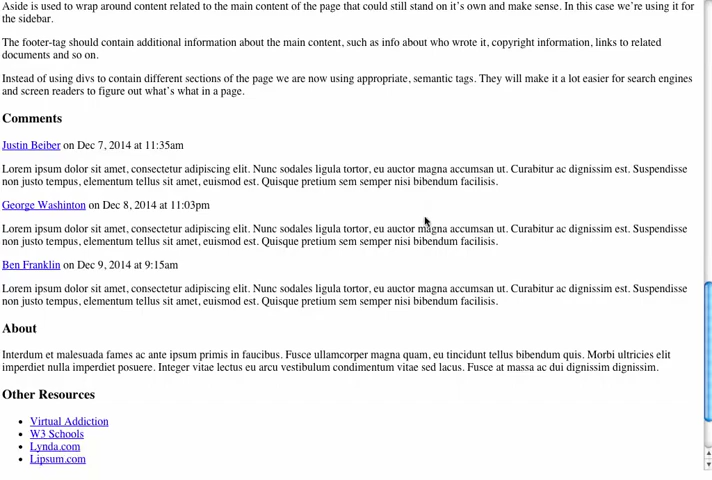 Aside is used to wrap around content related to the main content of the page that could still stand on it's own and make sense. In this case we're using it for
the sidebar.
The footer-tag should contain additional information about the main content, such as info about who wrote it, copyright information, links to related
documents and so on.
Instead of using divs to contain different sections of the page we are now using appropriate, semantic tags. They will make it a lot easier for search engines
and screen readers to figure out what's what in a page.
Comments
Justin Beiber on Dec 7, 2014 at 11:35am
Lorem ipsum dolor sit amet, consectetur adipiscing elit. Nunc sodales ligula tortor, eu auctor magna accumsan ut. Curabitur ac dignissim est. Suspendisse
non justo tempus, elementum tellus sit amet, euismod est. Quisque pretium sem semper nisi bibendum facilisis.
George Washinton on Dec 8, 2014 at 11:03pm
Lorem ipsum dolor sit amet, consectetur adipiscing elit. Nunc sodales ligula tortor, eu auctor magna accumsan ut. Curabitur ac dignissim est. Suspendisse
non justo tempus, elementum tellus sit amet, euismod est. Quisque pretium sem semper nisi bibendum facilisis.
Ben Franklin on Dec 9, 2014 at 9:15am
Lorem ipsum dolor sit amet, consectetur adipiscing elit. Nunc sodales ligula tortor, eu auctor magna accumsan ut. Curabitur ac dignissim est. Suspendisse
non justo tempus, elementum tellus sit amet, euismod est. Quisque pretium sem semper nisi bibendum facilisis.
About
Interdum et malesuada fames ac ante ipsum primis in faucibus. Fusce ullamcorper magna quam, eu tincidunt tellus bibendum quis. Morbi ultricies elit
imperdiet nulla imperdiet posuere. Integer vitae lectus eu arcu vestibulum condimentum vitae sed lacus. Fusce at massa ac dui dignissim dignissim.
Other Resources
Virtual Addiction
W3 Schools
Lynda.com
Lipsum.com